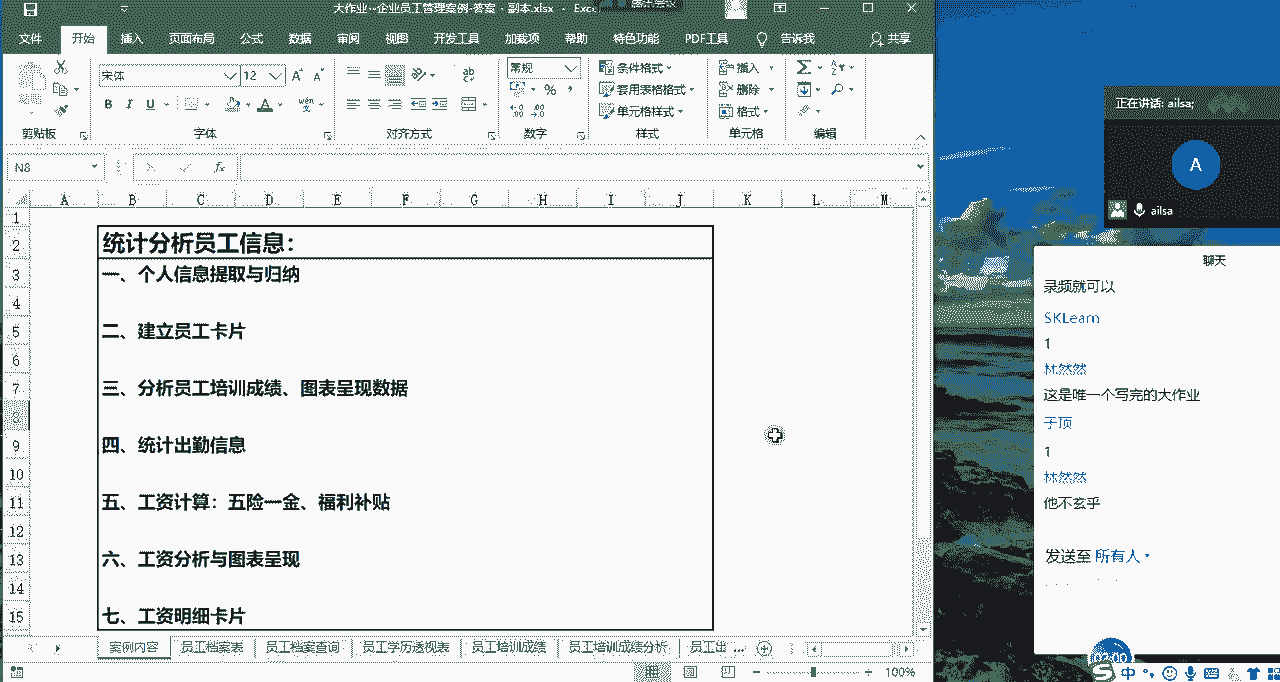 大作业--企业员工管理案例-答案 - 副本.xlsx - Exc
文件 开始 插入 页面布局 公式 数据 审阅 视图 开发工具 加载项 帮助 特色功能 PDF工具 告诉我 共享
宋体 12 常规 条件格式 插入
套用表格格式 删除
B I U A % 单元格样式 格式
剪贴板 字体 对齐方式 数字 样式 单元格 编辑
N8 fx
A B C D E F G H I J K L M
1
2 统计分析员工信息：
3 一、个人信息提取与归纳
4
5 二、建立员工卡片
6
7 三、分析员工培训成绩、图表呈现数据
8
9 四、统计出勤信息
10
11 五、工资计算：五险一金、福利补贴
12
13 六、工资分析与图表呈现
14
15 七、工资明细卡片
案例内容 员工档案表 员工档案查询 员工学历透视表 员工培训成绩 员工培训成绩分析 员工出 ...
100%
正在讲话: ailsa;
A
ailsa
聊天
录频就可以
SKLearn
1
林然然
这是唯一个写完的大作业
子顶
1
林然然
他不玄乎
发送至 所有人
02:00
中